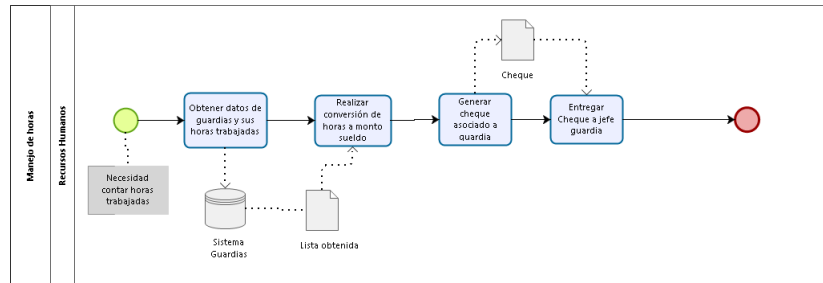 Manejo de horas
Recursos Humanos
Necesidad
contar horas
trabajadas
Obtener datos de
guardias y sus
horas trabajadas
Sistema
Guardias
Lista obtenida
Realizar
conversión de
horas a monto
sueldo
Generar
cheque
asociado a
guardia
Cheque
Entregar
Cheque a jefe
guardia